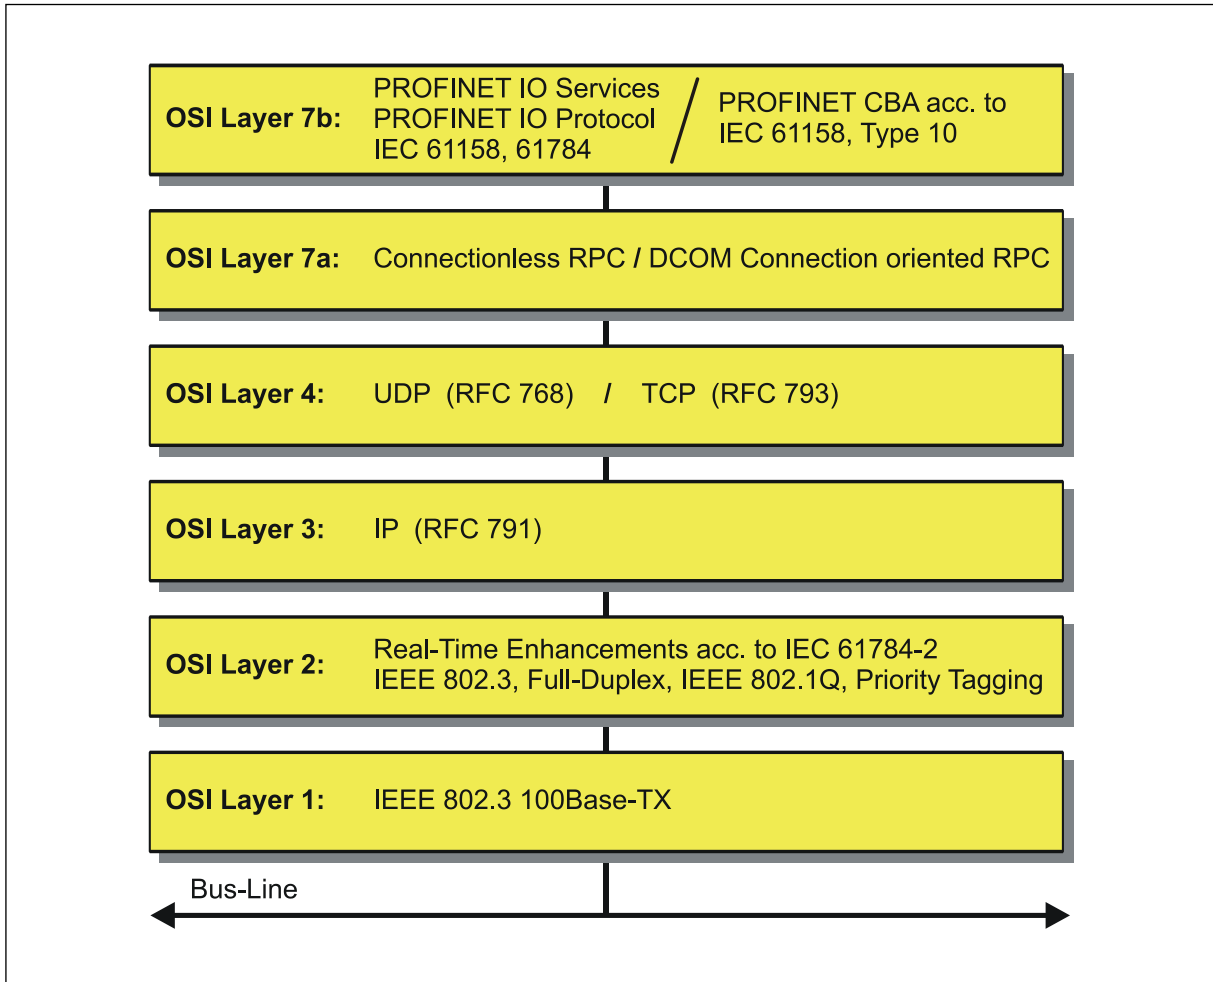 OSI Layer 7b:
PROFINET IO Services
PROFINET IO Protocol
IEC 61158, 61784
/
PROFINET CBA acc. to
IEC 61158, Type 10
OSI Layer 7a: Connectionless RPC / DCOM Connection oriented RPC
OSI Layer 4: UDP (RFC 768) / TCP (RFC 793)
OSI Layer 3: IP (RFC 791)
OSI Layer 2:
Real-Time Enhancements acc. to IEC 61784-2
IEEE 802.3, Full-Duplex, IEEE 802.1Q, Priority Tagging
OSI Layer 1: IEEE 802.3 100Base-TX
Bus-Line